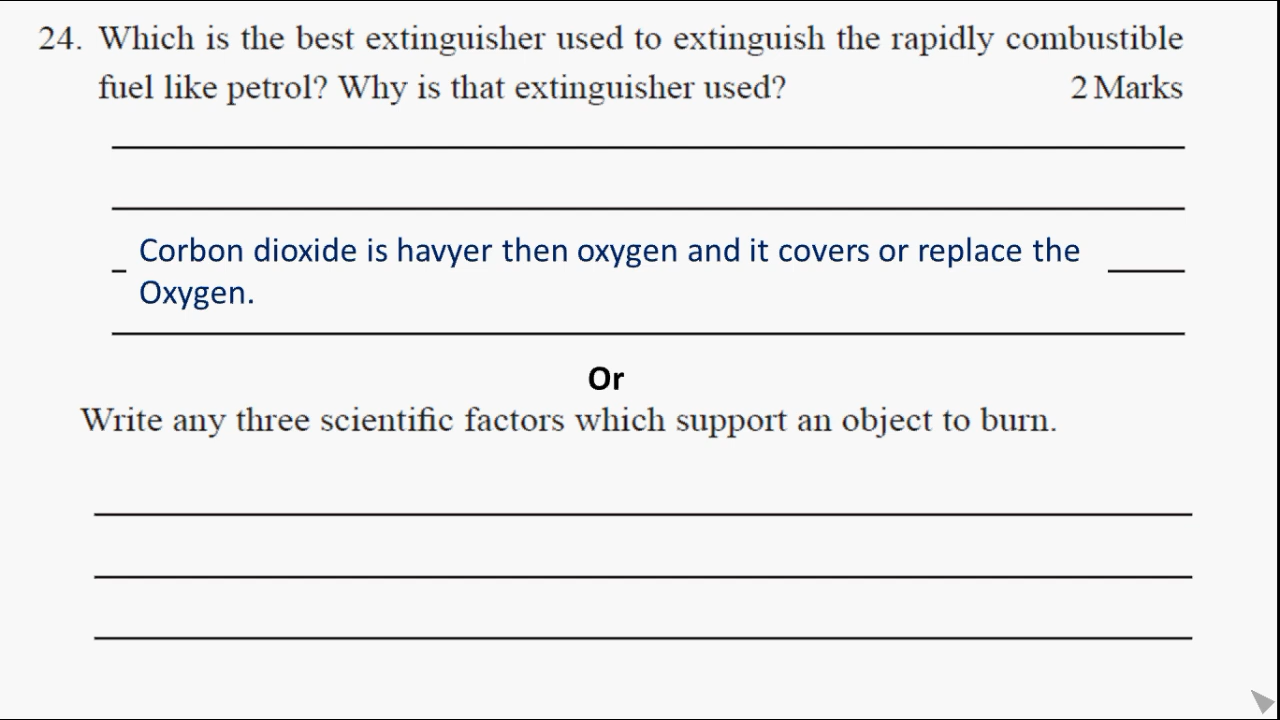 24. Which is the best extinguisher used to extinguish the rapidly combustible
fuel like petrol? Why is that extinguisher used? 2 Marks
Corbon dioxide is havyer then oxygen and it covers or replace the
Oxygen.
Or
Write any three scientific factors which support an object to burn.